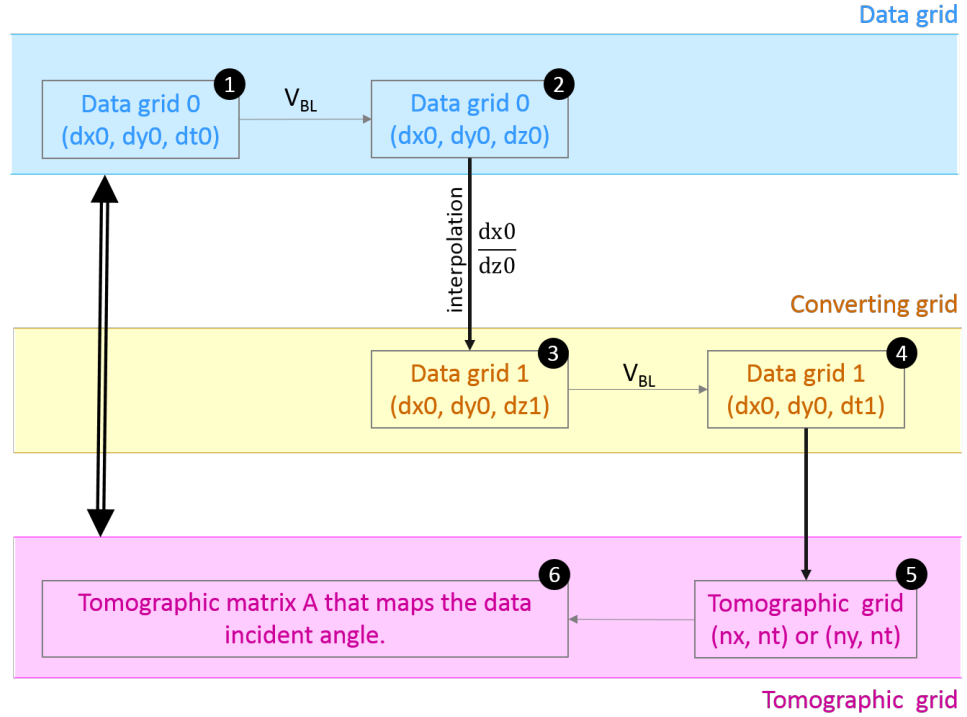 Data grid
1
Data grid 0
(dx0, dy0, dt0)
VBL
2
Data grid 0
(dx0, dy0, dz0)
interpolation
dx0
dz0
Converting grid
3
Data grid 1
(dx0, dy0, dz1)
VBL
4
Data grid 1
(dx0, dy0, dt1)
5
Tomographic grid
(nx, nt) or (ny, nt)
6
Tomographic matrix A that maps the data
incident angle.
Tomographic grid